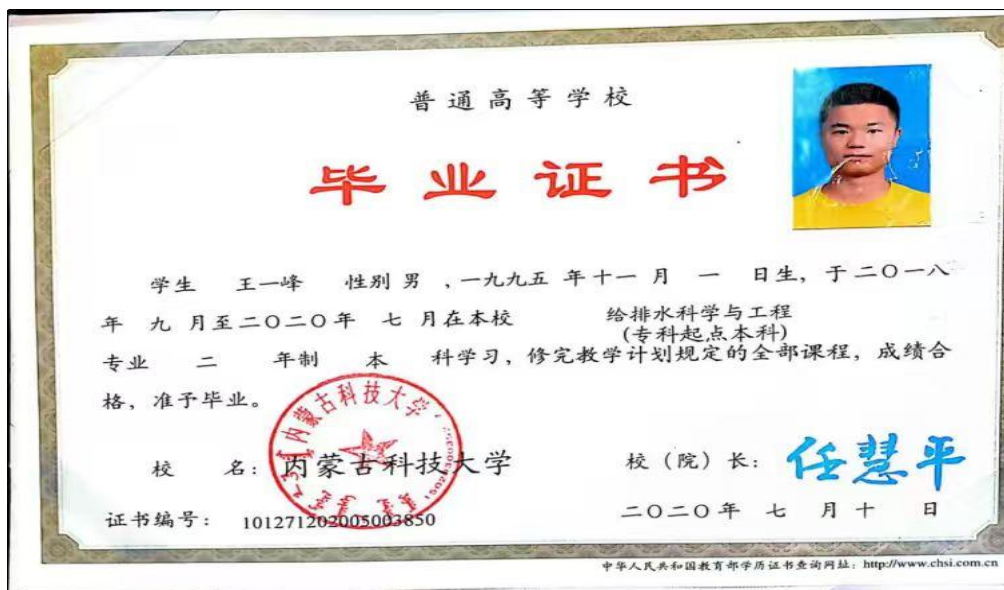 普通高等学校
毕业证书
学生 王一峰 性别 男 ，一九九五 年 十一 月 一 日生，于二〇一八
年 九 月至二〇二〇年 七 月在本校 给排水科学与工程
(专科起点本科)
专业 二 年制 本 科学习，修完教学计划规定的全部课程，成绩合
格，准予毕业。
内蒙古科技大学
校 名：内蒙古科技大学 校（院）长：任慧平
证书编号： 101271202005003850 二〇二〇年 七 月 十 日
中华人民共和国教育部学历证书查询网址：http://www.chsi.com.cn